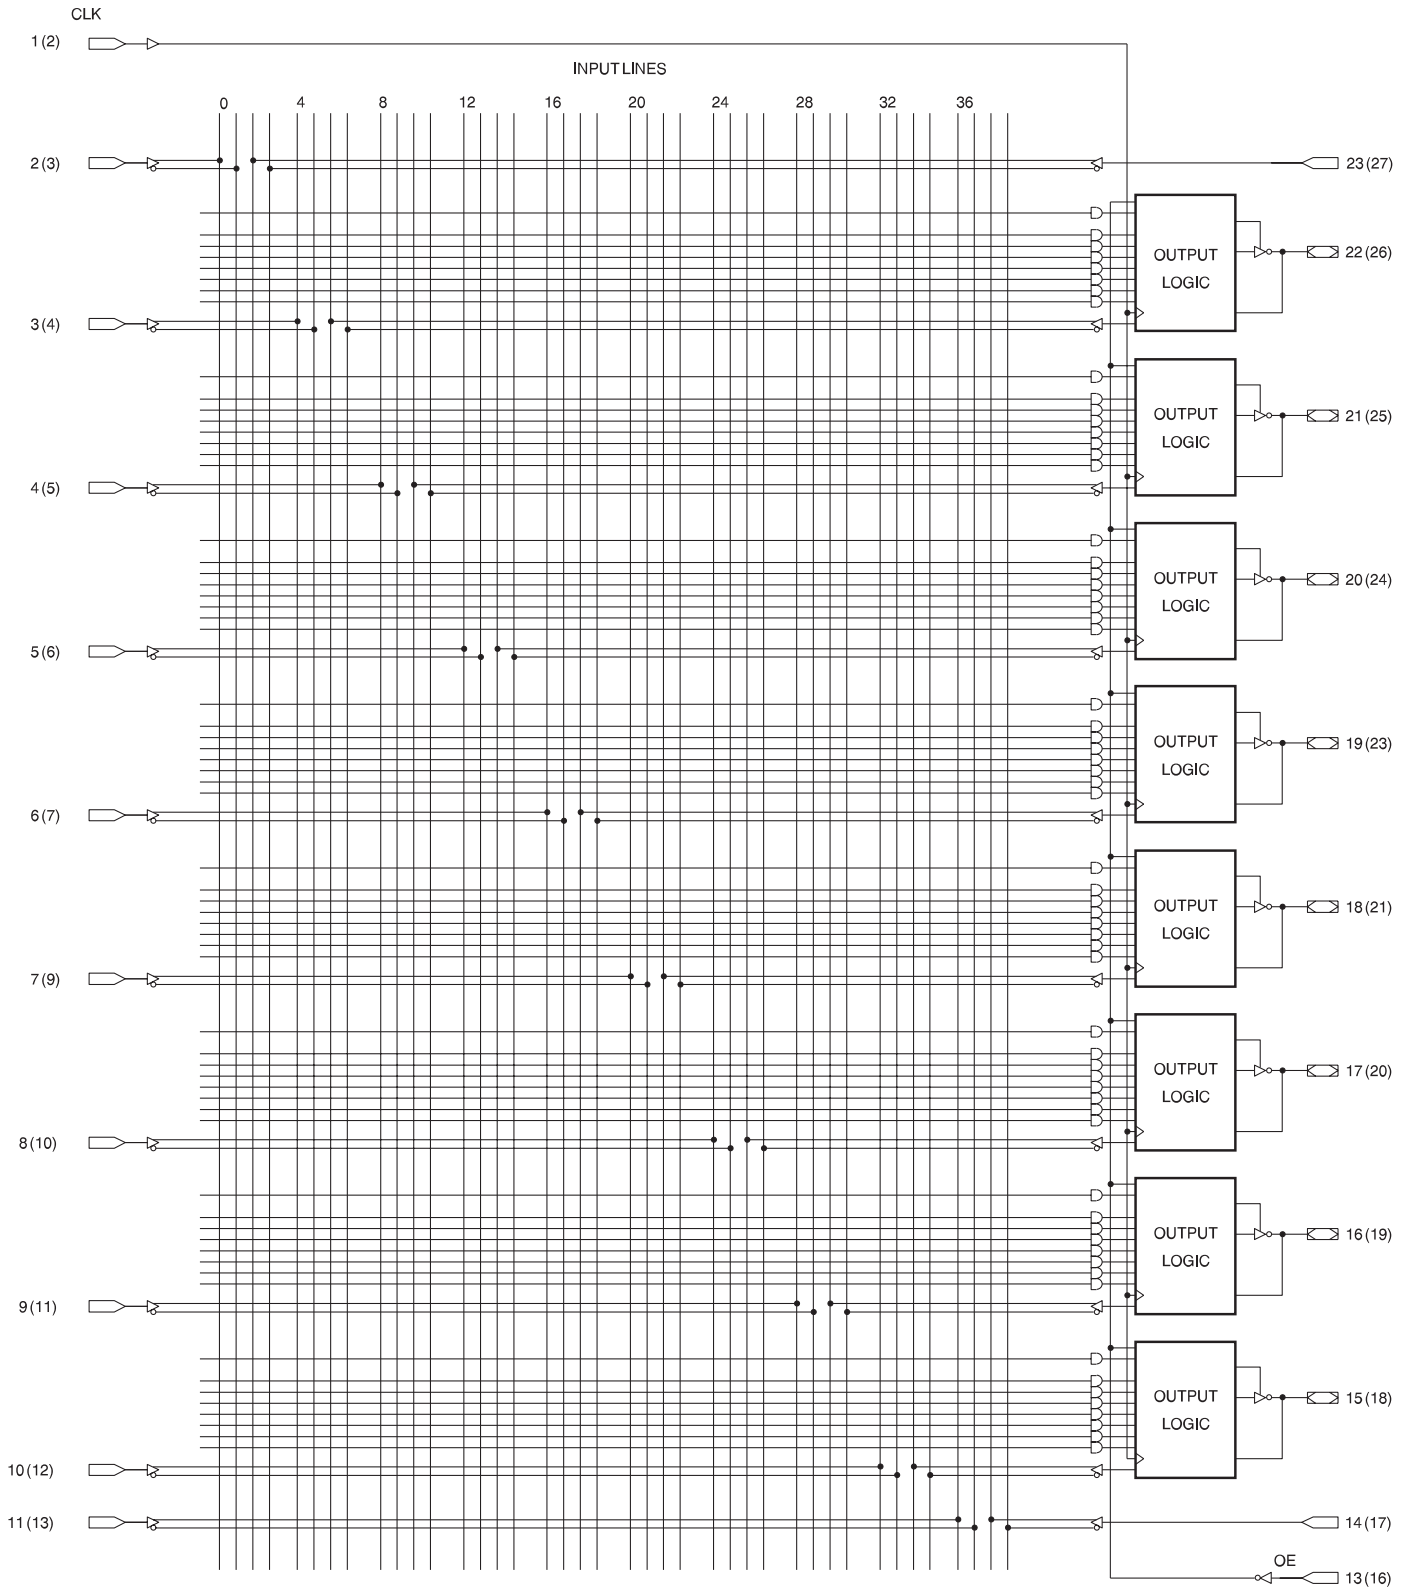 CLK
1 (2)
INPUT LINES
0 4 8 12 16 20 24 28 32 36
2 (3) 23 (27)
OUTPUT
LOGIC
22 (26)
3 (4)
OUTPUT
LOGIC
21 (25)
4 (5)
OUTPUT
LOGIC
20 (24)
5 (6)
OUTPUT
LOGIC
19 (23)
6 (7)
OUTPUT
LOGIC
18 (21)
7 (9)
OUTPUT
LOGIC
17 (20)
8 (10)
OUTPUT
LOGIC
16 (19)
9 (11)
OUTPUT
LOGIC
15 (18)
10 (12)
11 (13) 14 (17)
OE
13 (16)